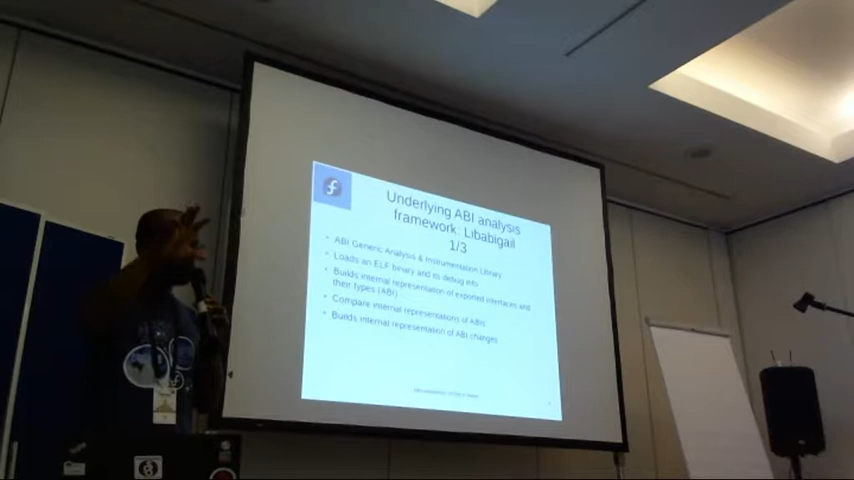 Underlying ABI analysis
framework: Libabigail
1/3
• ABI Generic Analysis & Instrumentation Library
• Loads an ELF binary and its debug info
• Builds internal representation of exported interfaces and
their types (ABI)
• Compare internal representations of ABIs
• Builds internal representation of ABI changes